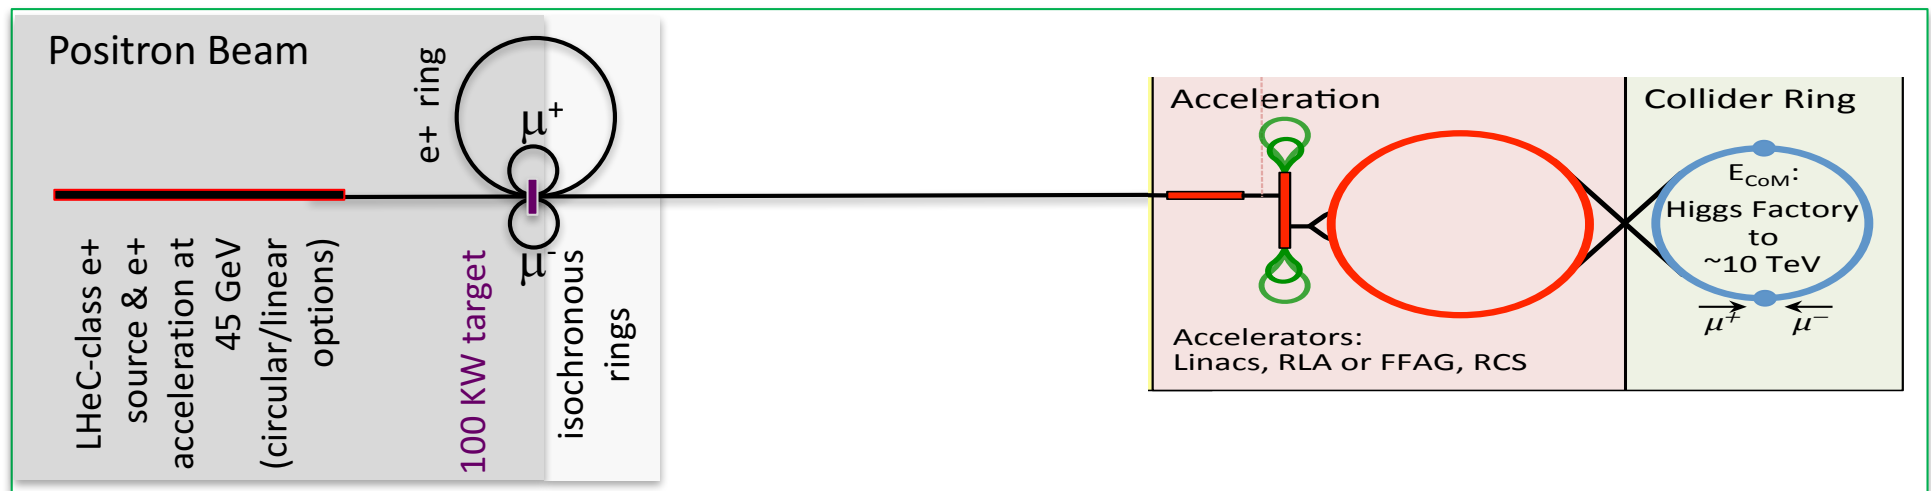 Positron Beam
e+ ring
μ+
μ-
LHeC-class e+
source & e+
acceleration at
45 GeV
(circular/linear
options)
100 KW target
isochronous
rings
Acceleration
Accelerators:
Linacs, RLA or FFAG, RCS
Collider Ring
ECoM:
Higgs Factory
to
~10 TeV
μ+ μ−